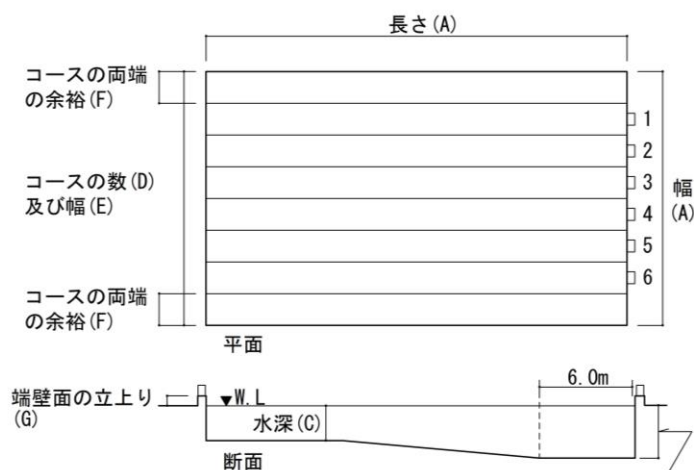 長さ(A)
コースの両端
の余裕(F)
コースの数(D)
及び幅(E)
コースの両端
の余裕(F)
1
2
3
4
5
6
幅
(A)
平面
端壁面の立上り
(G)
▼W.L
水深(C)
6.0m
断面